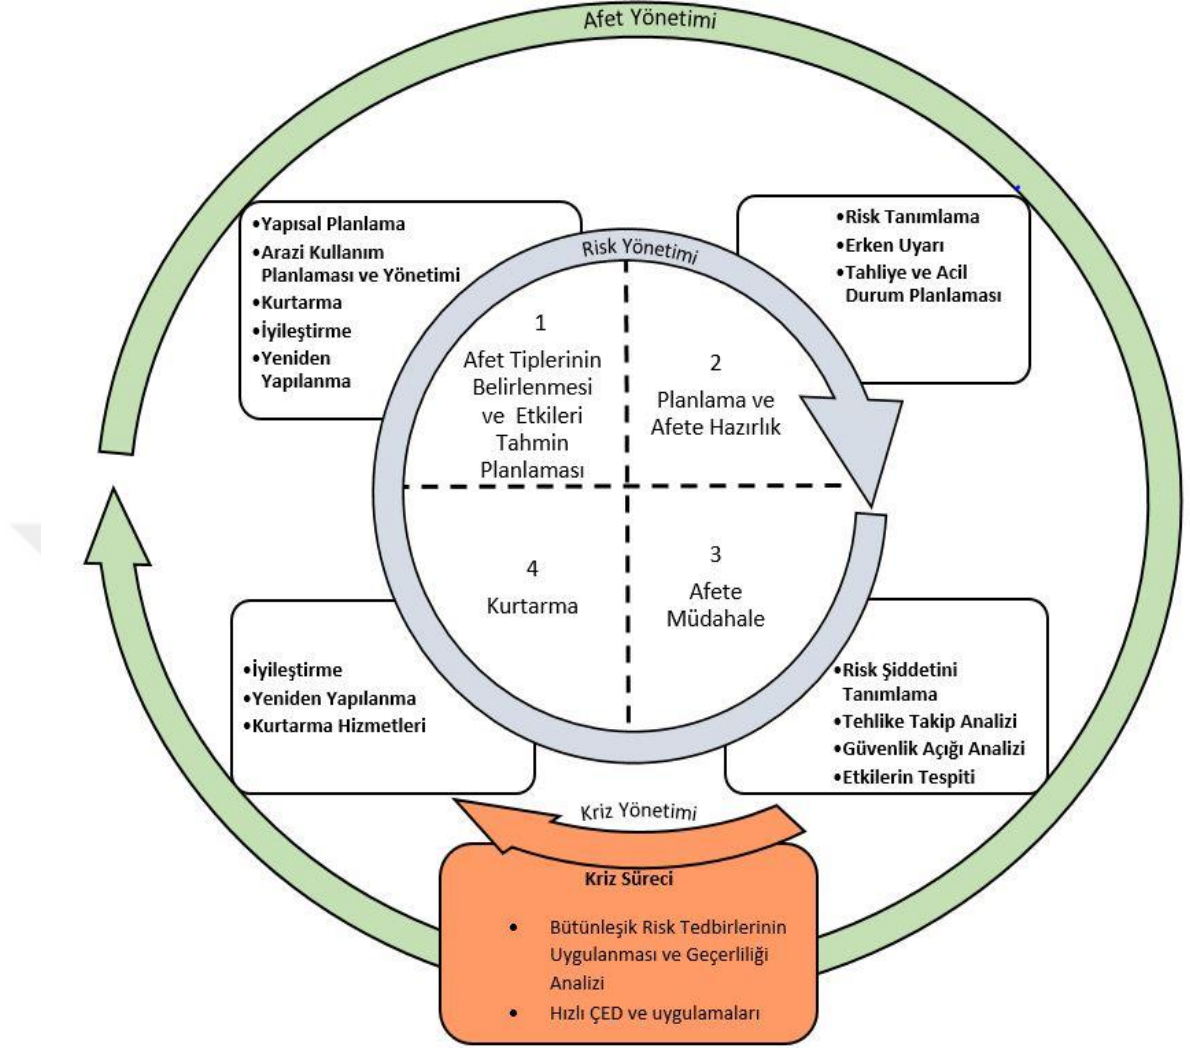 Afet Yönetimi
•Yapısal Planlama
•Arazi Kullanım
Planlaması ve Yönetimi
•Kurtarma
•İyileştirme
•Yeniden
Yapılanma
•Risk Tanımlama
•Erken Uyarı
•Tahliye ve Acil
Durum Planlaması
Risk Yönetimi
1
Afet Tiplerinin
Belirlenmesi
ve Etkileri
Tahmin
Planlaması
2
Planlama ve
Afete Hazırlık
4
Kurtarma
3
Afete
Müdahale
•İyileştirme
•Yeniden Yapılanma
•Kurtarma Hizmetleri
•Risk Şiddetini
Tanımlama
•Tehlike Takip Analizi
•Güvenlik Açığı Analizi
•Etkilerin Tespiti
Kriz Yönetimi
Kriz Süreci
• Bütünleşik Risk Tedbirlerinin
Uygulanması ve Geçerliliği
Analizi
• Hızlı ÇED ve uygulamaları